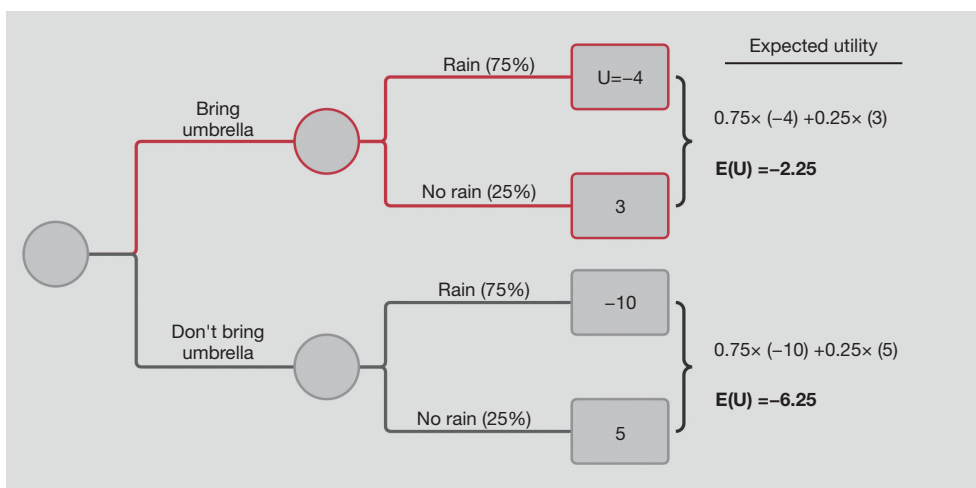 Expected utility
Rain (75%)
U=−4
Bring
umbrella
0.75× (−4) +0.25× (3)
E(U) =−2.25
No rain (25%)
3
Rain (75%)
−10
Don't bring
umbrella
0.75× (−10) +0.25× (5)
E(U) =−6.25
No rain (25%)
5